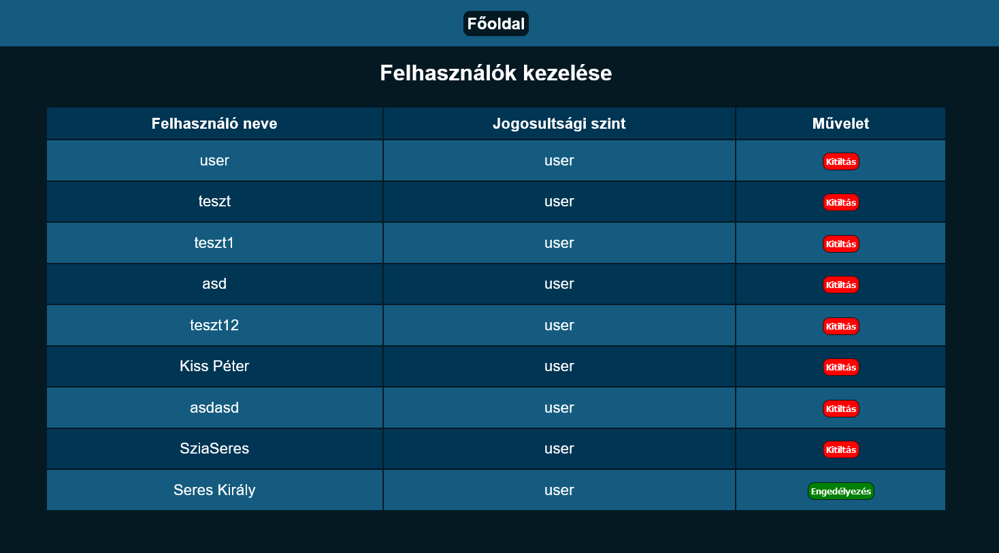 Főoldal
Felhasználók kezelése
Felhasználó neve Jogosultsági szint Művelet
user user Kitiltás
teszt user Kitiltás
teszt1 user Kitiltás
asd user Kitiltás
teszt12 user Kitiltás
Kiss Péter user Kitiltás
asdasd user Kitiltás
SziaSeres user Kitiltás
Seres Király user Engedélyezés